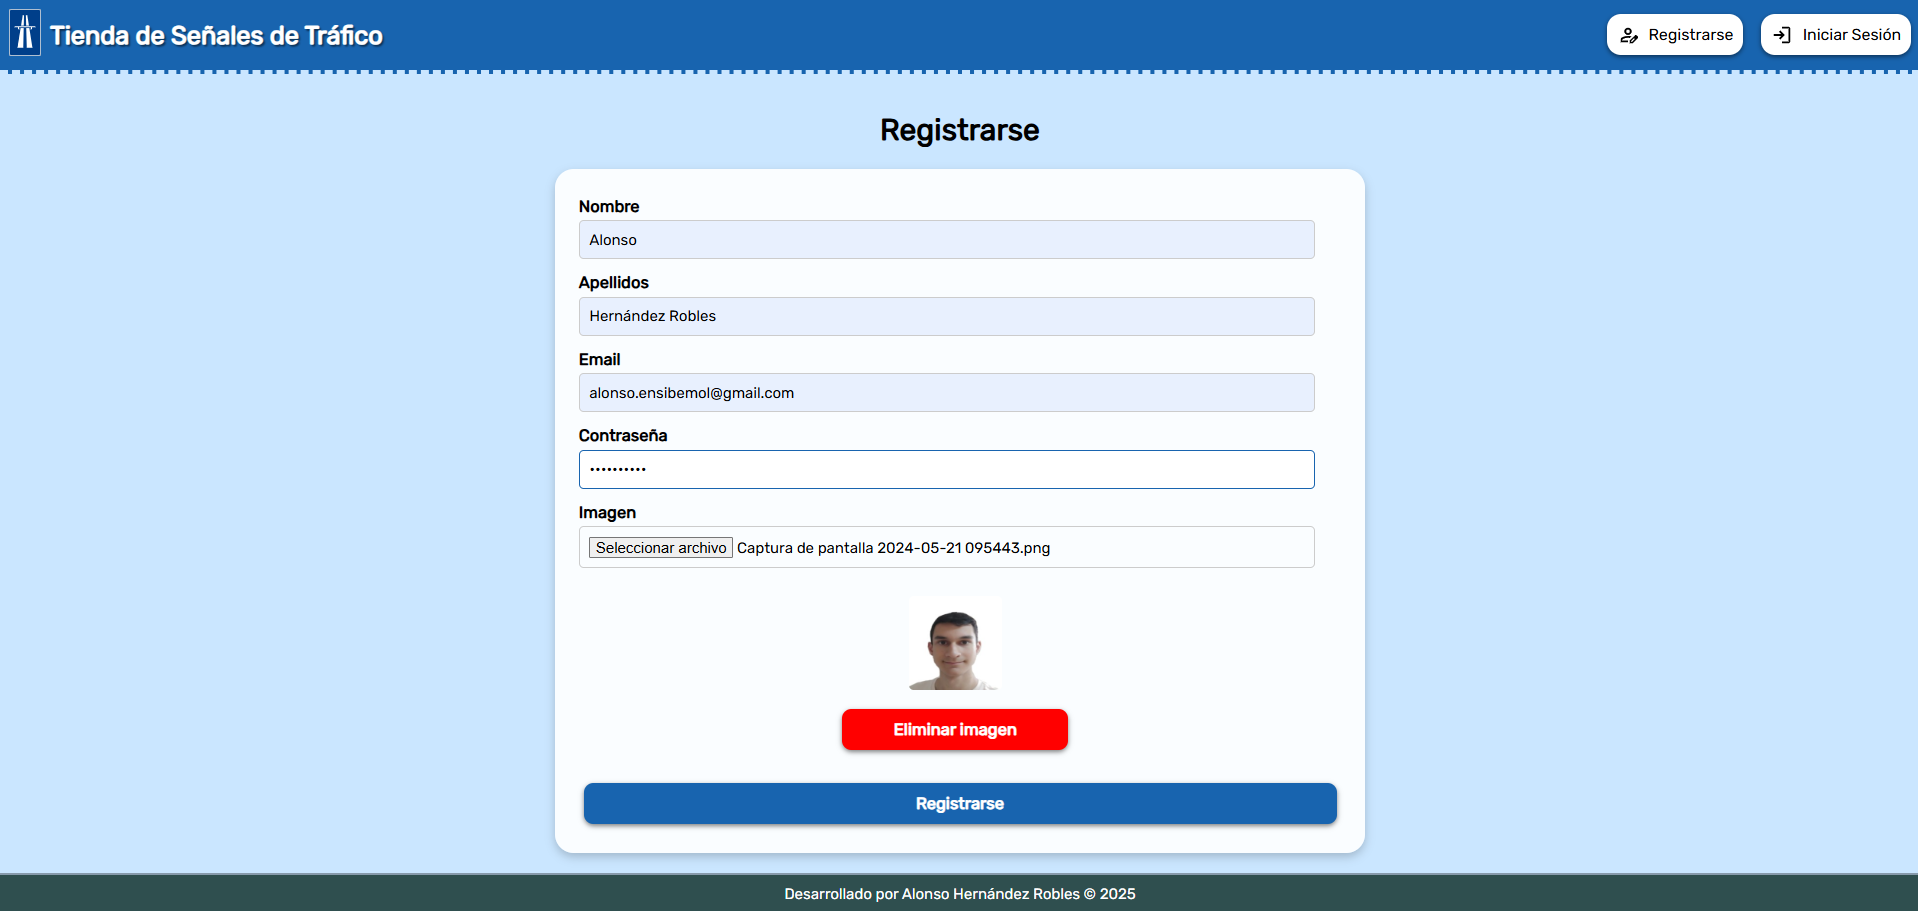 Tienda de Señales de Tráfico
Registrarse
Iniciar Sesión
Registrarse
Nombre
Alonso
Apellidos
Hernández Robles
Email
alonso.ensibemol@gmail.com
Contraseña
••••••••••
Imagen
Seleccionar archivo Captura de pantalla 2024-05-21 095443.png
Eliminar imagen
Registrarse
Desarrollado por Alonso Hernández Robles © 2025